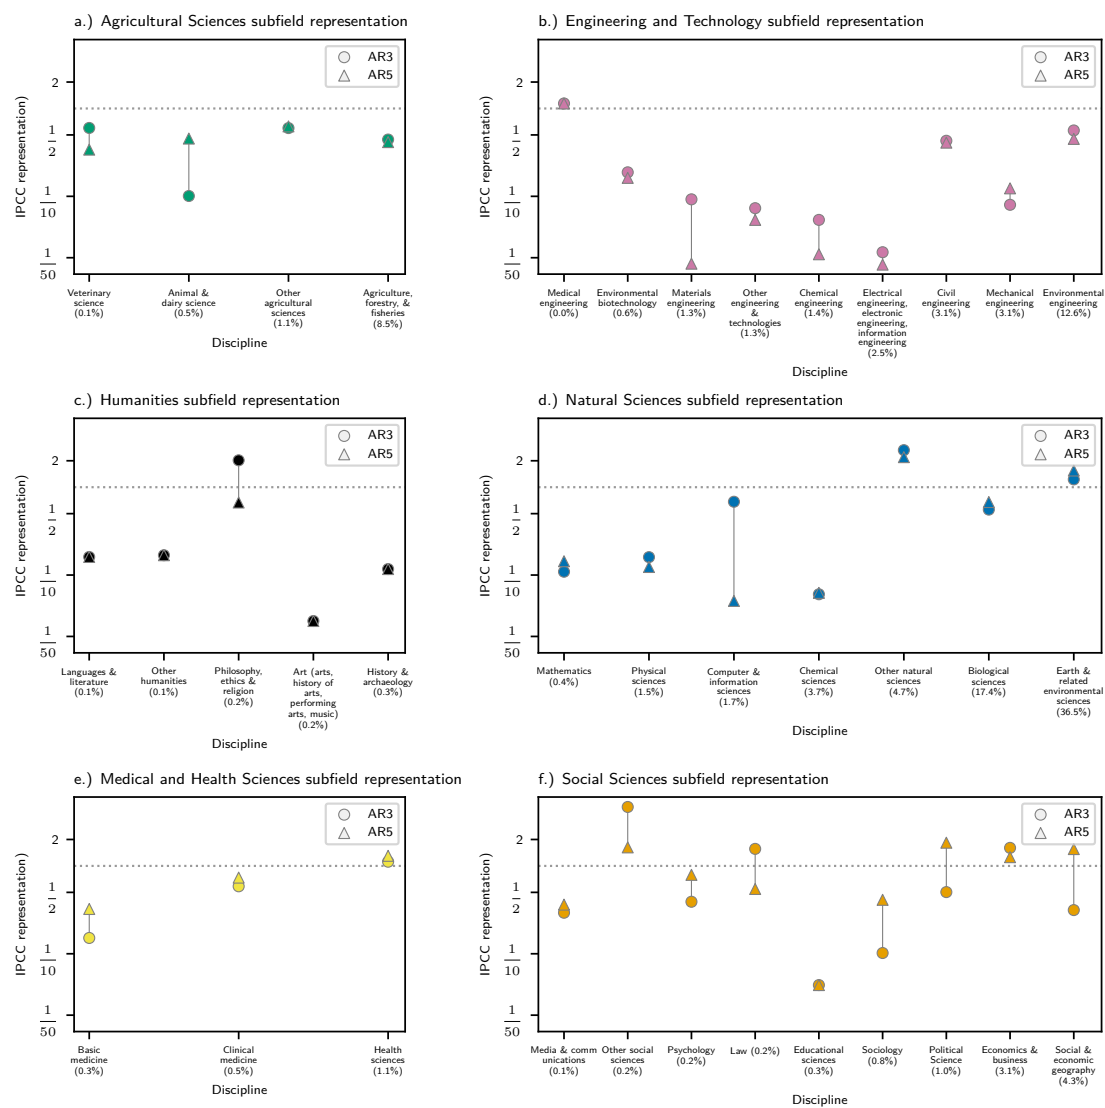 a.) Agricultural Sciences subfield representation
IPCC representation)
2
1
2
1
10
1
50
AR3
AR5
Veterinary
science
(0.1%)
Animal &
dairy science
(0.5%)
Other
agricultural
sciences
(1.1%)
Agriculture,
forestry, &
fisheries
(8.5%)
Discipline
b.) Engineering and Technology subfield representation
IPCC representation)
2
1
2
1
10
1
50
AR3
AR5
Medical
engineering
(0.0%)
Environmental
biotechnology
(0.6%)
Materials
engineering
(1.3%)
Other
engineering
&
technologies
(1.3%)
Chemical
engineering
(1.4%)
Electrical
engineering,
electronic
engineering,
information
engineering
(2.5%)
Civil
engineering
(3.1%)
Mechanical
engineering
(3.1%)
Environmental
engineering
(12.6%)
Discipline
c.) Humanities subfield representation
IPCC representation)
2
1
2
1
10
1
50
AR3
AR5
Languages &
literature
(0.1%)
Other
humanities
(0.1%)
Philosophy,
ethics &
religion
(0.2%)
Art (arts,
history of
arts,
performing
arts, music)
(0.2%)
History &
archaeology
(0.3%)
Discipline
d.) Natural Sciences subfield representation
IPCC representation)
2
1
2
1
10
1
50
AR3
AR5
Mathematics
(0.4%)
Physical
sciences
(1.5%)
Computer &
information
sciences
(1.7%)
Chemical
sciences
(3.7%)
Other natural
sciences
(4.7%)
Biological
sciences
(17.4%)
Earth &
related
environmental
sciences
(36.5%)
Discipline
e.) Medical and Health Sciences subfield representation
IPCC representation)
2
1
2
1
10
1
50
AR3
AR5
Basic
medicine
(0.3%)
Clinical
medicine
(0.5%)
Health
sciences
(1.1%)
Discipline
f.) Social Sciences subfield representation
IPCC representation)
2
1
2
1
10
1
50
AR3
AR5
Media & comm
unications
(0.1%)
Other social
sciences
(0.2%)
Psychology
(0.2%)
Law (0.2%)
Educational
sciences
(0.3%)
Sociology
(0.8%)
Political
Science
(1.0%)
Economics &
business
(3.1%)
Social &
economic
geography
(4.3%)
Discipline